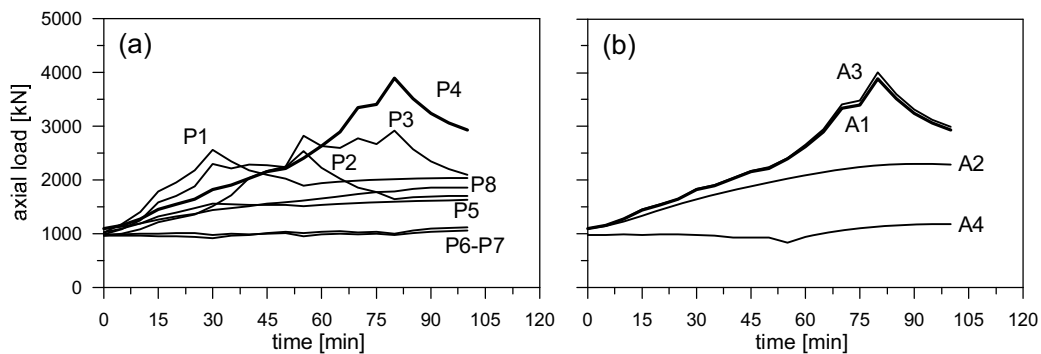 (a)
axial load [kN]
5000
4000
3000
2000
1000
0
P1
P2
P3
P4
P8
P5
P6-P7
0 15 30 45 60 75 90 105 120
time [min]
(b)
A3
A1
A2
A4
0 15 30 45 60 75 90 105 120
time [min]